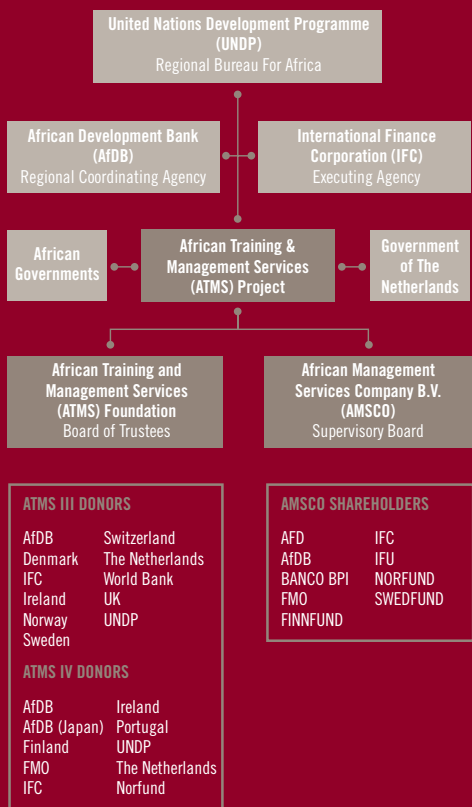 United Nations Development Programme
(UNDP)
Regional Bureau For Africa
African Development Bank
(AfDB)
Regional Coordinating Agency
International Finance
Corporation (IFC)
Executing Agency
African
Governments
African Training &
Management Services
(ATMS) Project
Government
of The
Netherlands
African Training and
Management Services
(ATMS) Foundation
Board of Trustees
African Management
Services Company B.V.
(AMSCO)
Supervisory Board
ATMS III DONORS
AfDB
Denmark
IFC
Ireland
Norway
Sweden
Switzerland
The Netherlands
World Bank
UK
UNDP
ATMS IV DONORS
AfDB
AfDB (Japan)
Finland
FMO
IFC
Ireland
Portugal
UNDP
The Netherlands
Norfund
AMSCO SHAREHOLDERS
AFD
AfDB
BANCO BPI
FMO
FINNFUND
IFC
IFU
NORFUND
SWEDFUND